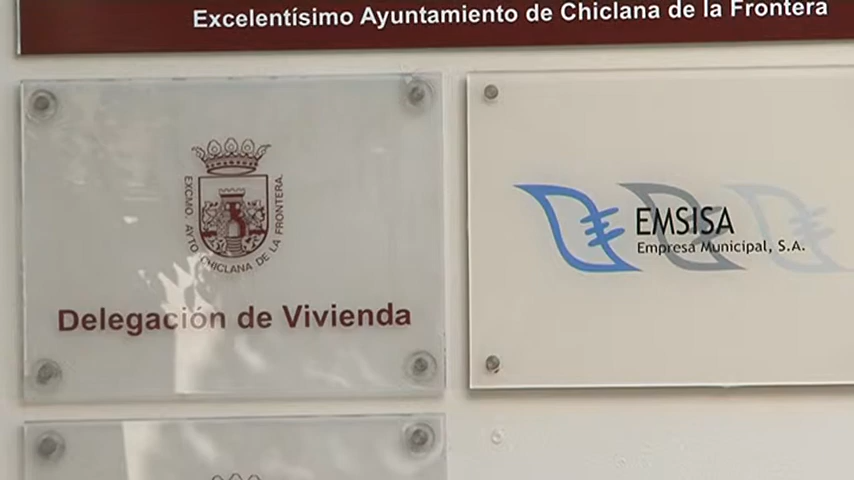 Excelentísimo Ayuntamiento de Chiclana de la Frontera
EXCMO. AYTO CHICLANA DE LA FRONTERA.
Delegación de Vivienda
EMSISA
Empresa Municipal, S.A.